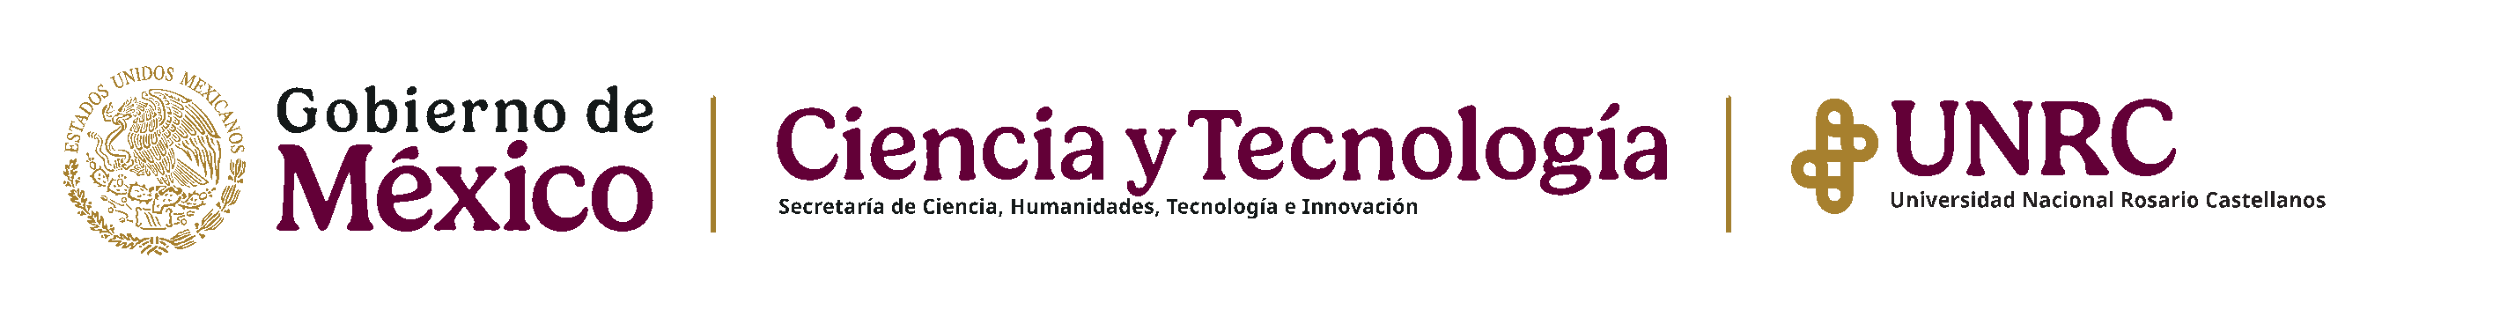 ESTADOS UNIDOS MEXICANOS
Gobierno de
México
Ciencia y Tecnología
Secretaría de Ciencia, Humanidades, Tecnología e Innovación
UNRC
Universidad Nacional Rosario Castellanos